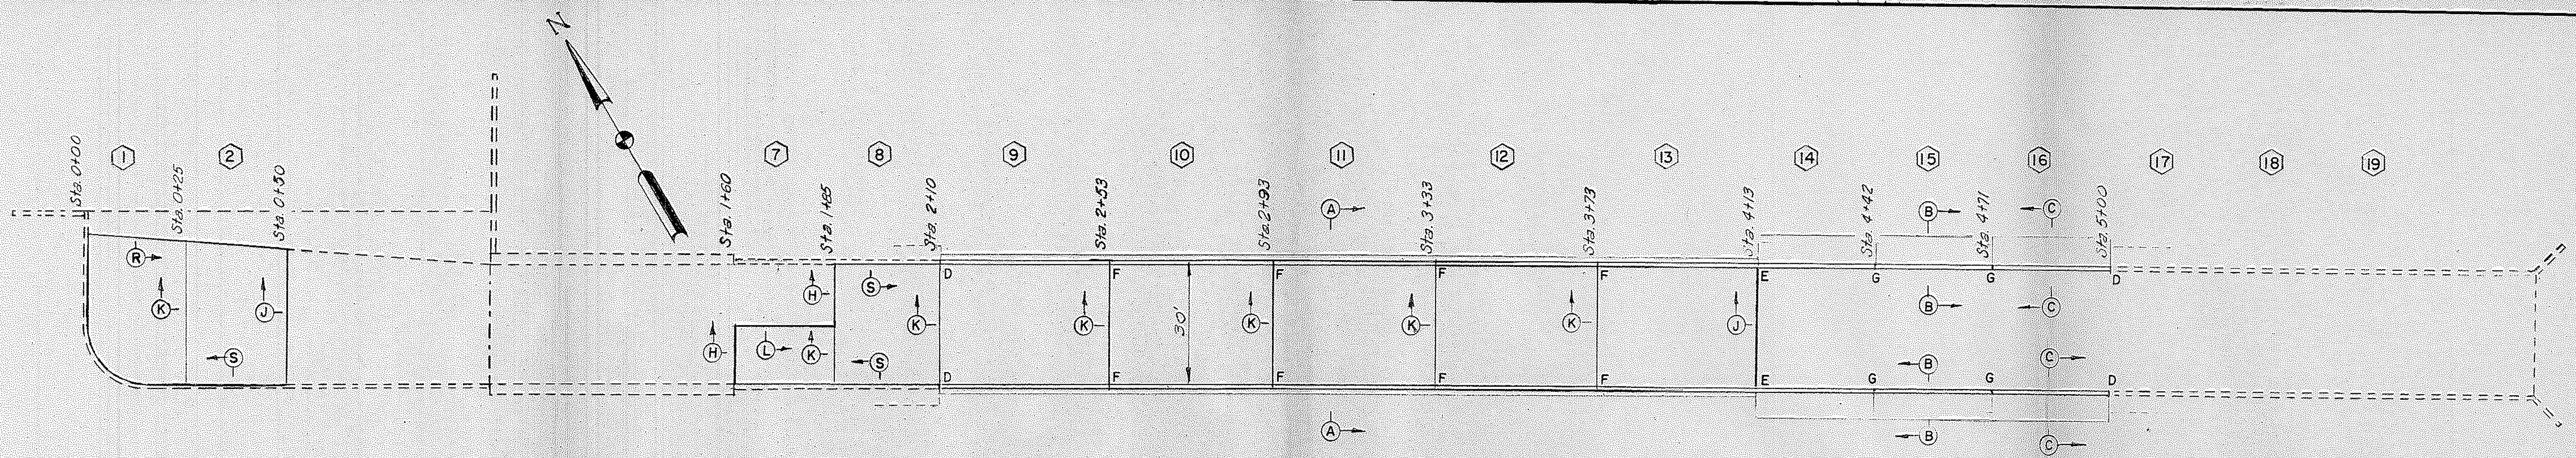 N
1 2 7 8 9 10 11 12 13 14 15 16 17 18 19
Sta. 0+00
Sta. 0+25
Sta. 0+50
Sta. 1+60
Sta. 1+85
Sta. 2+10
Sta. 2+53
Sta. 2+93
Sta. 3+33
Sta. 3+73
Sta. 4+13
Sta. 4+42
Sta. 4+71
Sta. 5+00
A B C
R H S D F F F F E G G D
K J H K K K 30' K K K J B C
L K S S B C
D F F F F E G G D
A B C